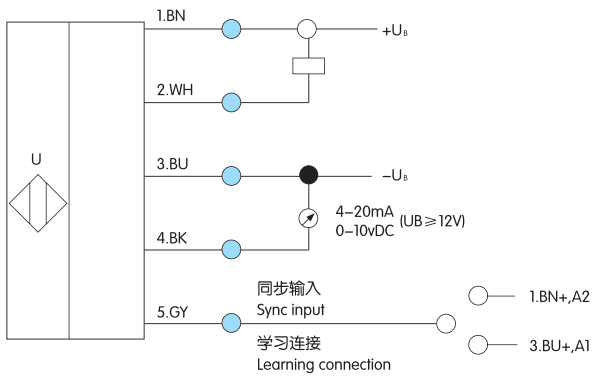 1.BN
+UB
2.WH
U
3.BU
−UB
4–20mA
0–10vDC
(UB≥12V)
4.BK
同步输入
Sync input
5.GY
1.BN+,A2
学习连接
Learning connection
3.BU+,A1